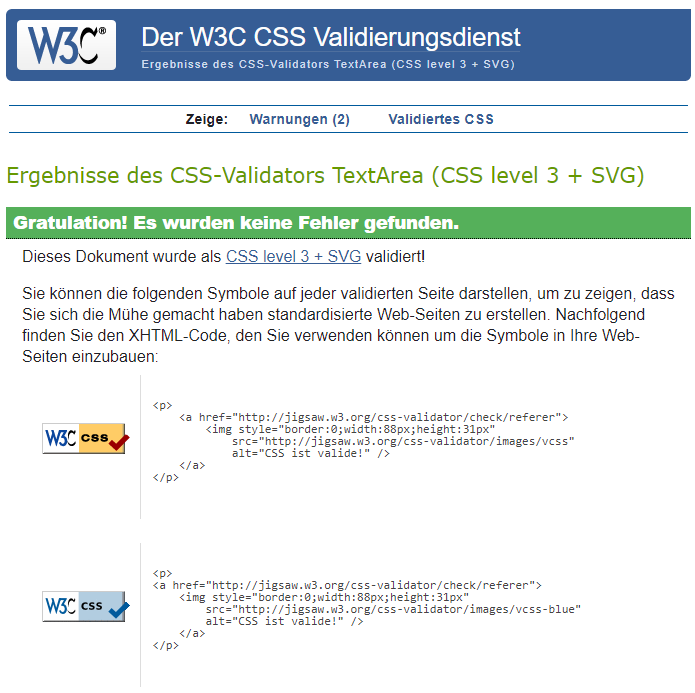 W3C®
Der W3C CSS Validierungsdienst
Ergebnisse des CSS-Validators TextArea (CSS level 3 + SVG)
Zeige: Warnungen (2) Validiertes CSS
Ergebnisse des CSS-Validators TextArea (CSS level 3 + SVG)
Gratulation! Es wurden keine Fehler gefunden.
Dieses Dokument wurde als CSS level 3 + SVG validiert!
Sie können die folgenden Symbole auf jeder validierten Seite darstellen, um zu zeigen, dass
Sie sich die Mühe gemacht haben standardisierte Web-Seiten zu erstellen. Nachfolgend
finden Sie den XHTML-Code, den Sie verwenden können um die Symbole in Ihre Web-
Seiten einzubauen:
W3C CSS
<p>
<a href="http://jigsaw.w3.org/css-validator/check/referer">
<img style="border:0;width:88px;height:31px"
src="http://jigsaw.w3.org/css-validator/images/vcss"
alt="CSS ist valide!" />
</a>
</p>
W3C CSS
<p>
<a href="http://jigsaw.w3.org/css-validator/check/referer">
<img style="border:0;width:88px;height:31px"
src="http://jigsaw.w3.org/css-validator/images/vcss-blue"
alt="CSS ist valide!" />
</a>
</p>